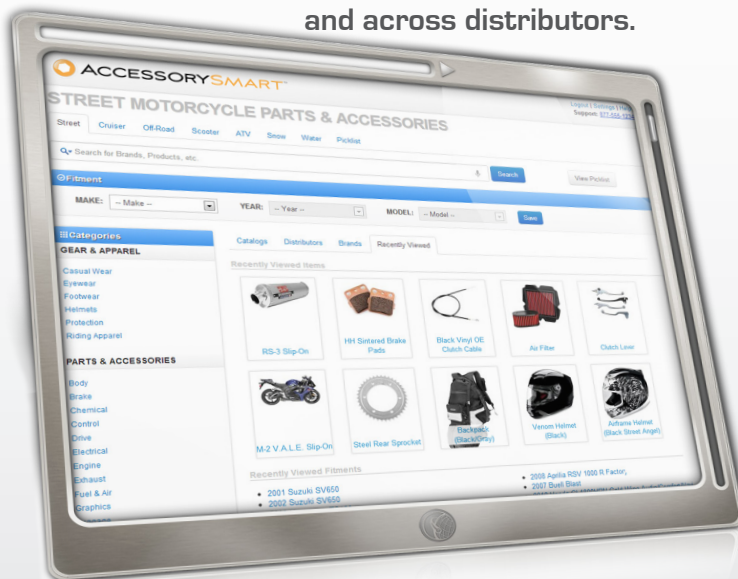 and across distributors.
ACCESSORYSMART
STREET MOTORCYCLE PARTS & ACCESSORIES
Logout | Settings | Help
Street Cruiser Off-Road Scooter ATV Snow Water Picklist
Search for Brands, Products, etc.
Search
View Picklist
Fitment
MAKE: -- Make -- YEAR: -- Year -- MODEL: -- Model -- Save
Categories
Catalogs Distributors Brands Recently Viewed
GEAR & APPAREL
Casual Wear
Eyewear
Footwear
Helmets
Protection
Riding Apparel
PARTS & ACCESSORIES
Body
Brake
Chemical
Control
Drive
Electrical
Engine
Exhaust
Fuel & Air
Graphics
Recently Viewed Items
RS-3 Slip-On
HH Sintered Brake
Pads
Black Vinyl OE
Clutch Cable
Air Filter
Clutch Lever
M-2 V.A.L.E. Slip-On
Steel Rear Sprocket
Backpack
(Black/Gray)
Venom Helmet
(Black)
Airframe Helmet
(Black Street Angel)
Recently Viewed Fitments
2001 Suzuki SV650
2002 Suzuki SV650
2008 Aprilia RSV 1000 R Factory
2007 Buell Blast